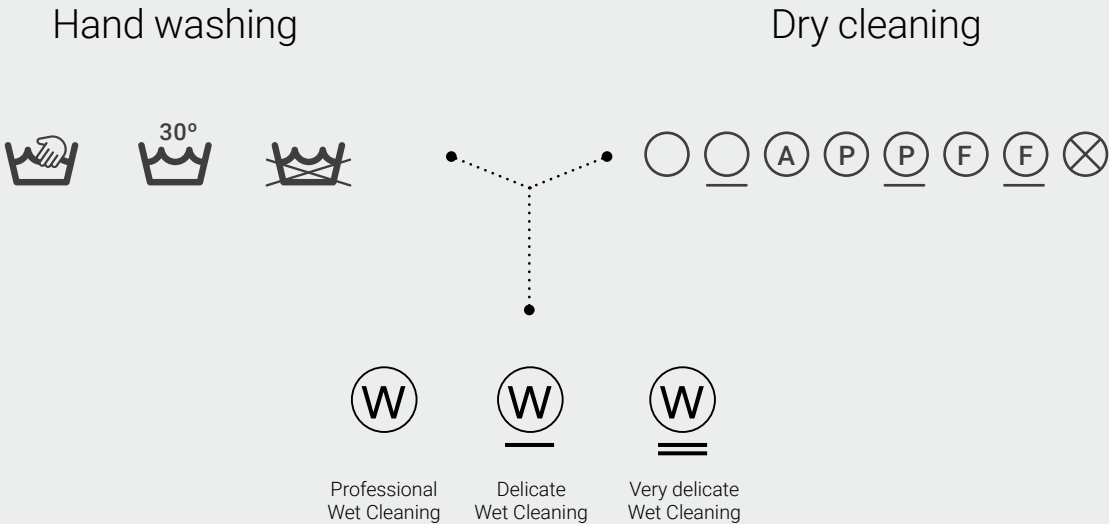 Hand washing
Dry cleaning
30º
A P P F F
W W W
Professional
Wet Cleaning
Delicate
Wet Cleaning
Very delicate
Wet Cleaning